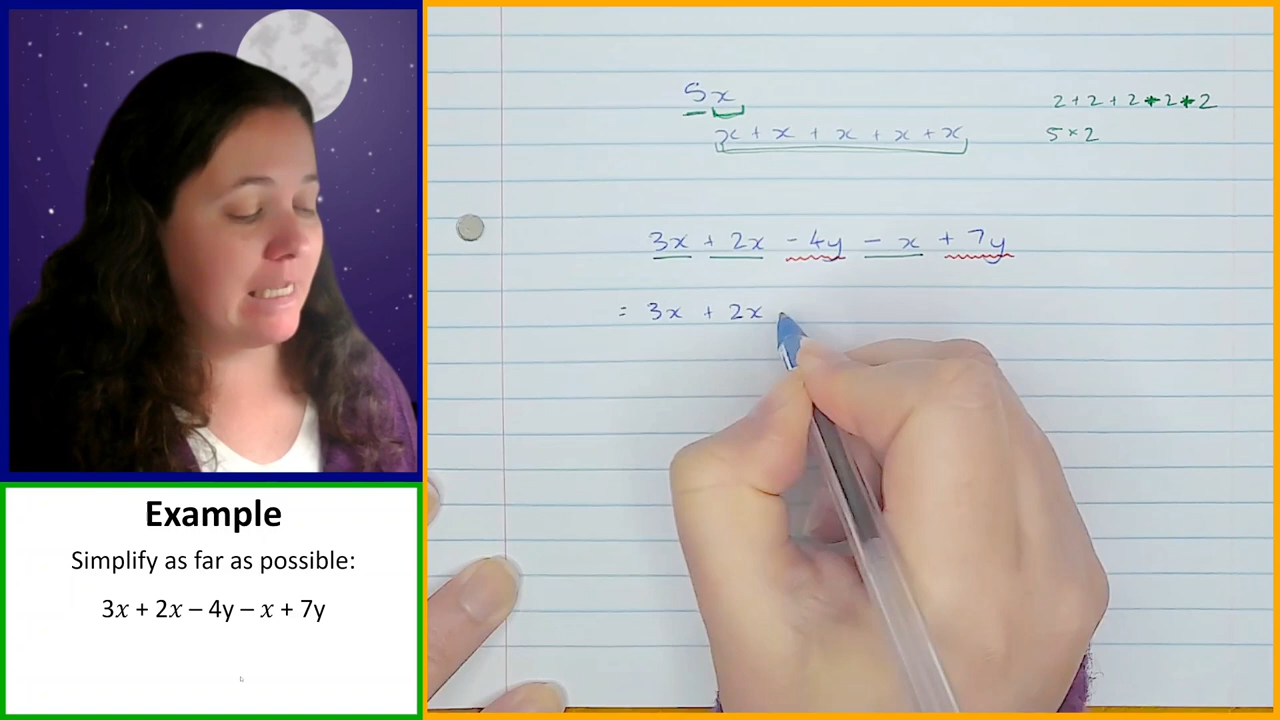 5x
x + x + x + x + x
2 + 2 + 2 + 2 + 2
5 × 2
3x + 2x - 4y - x + 7y
= 3x + 2x
Example
Simplify as far as possible:
3x + 2x – 4y – x + 7y